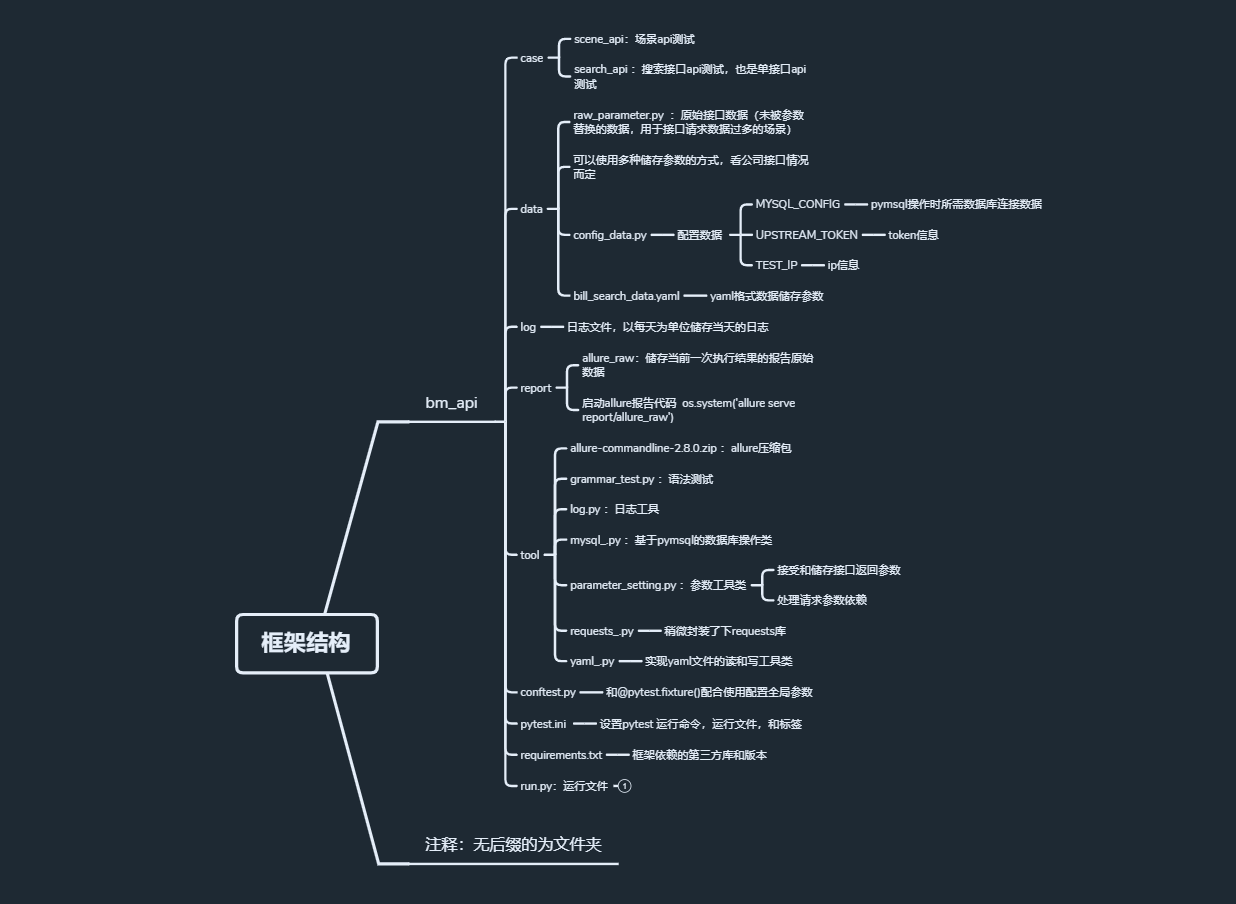 scene_api：场景api测试
case
search_api ：搜索接口api测试，也是单接口api
测试
raw_parameter.py ：原始接口数据（未被参数
替换的数据，用于接口请求数据过多的场景）
可以使用多种储存参数的方式，看公司接口情况
而定
MYSQL_CONFIG
pymsql操作时所需数据库连接数据
data
config_data.py
配置数据
UPSTREAM_TOKEN
token信息
TEST_IP
ip信息
bill_search_data.yaml
yaml格式数据储存参数
log
日志文件，以每天为单位储存当天的日志
allure_raw：储存当前一次执行结果的报告原始
数据
report
启动allure报告代码 os.system('allure serve
report/allure_raw')
bm_api
allure-commandline-2.8.0.zip ：allure压缩包
grammar_test.py ：语法测试
log.py ：日志工具
mysql_.py ：基于pymsql的数据库操作类
tool
接受和储存接口返回参数
parameter_setting.py ：参数工具类
处理请求参数依赖
requests_.py
稍微封装了下requests库
yaml_.py
实现yaml文件的读和写工具类
框架结构
conftest.py
和@pytest.fixture()配合使用配置全局参数
pytest.ini
设置pytest 运行命令，运行文件，和标签
requirements.txt
框架依赖的第三方库和版本
run.py：运行文件
1
注释：无后缀的为文件夹